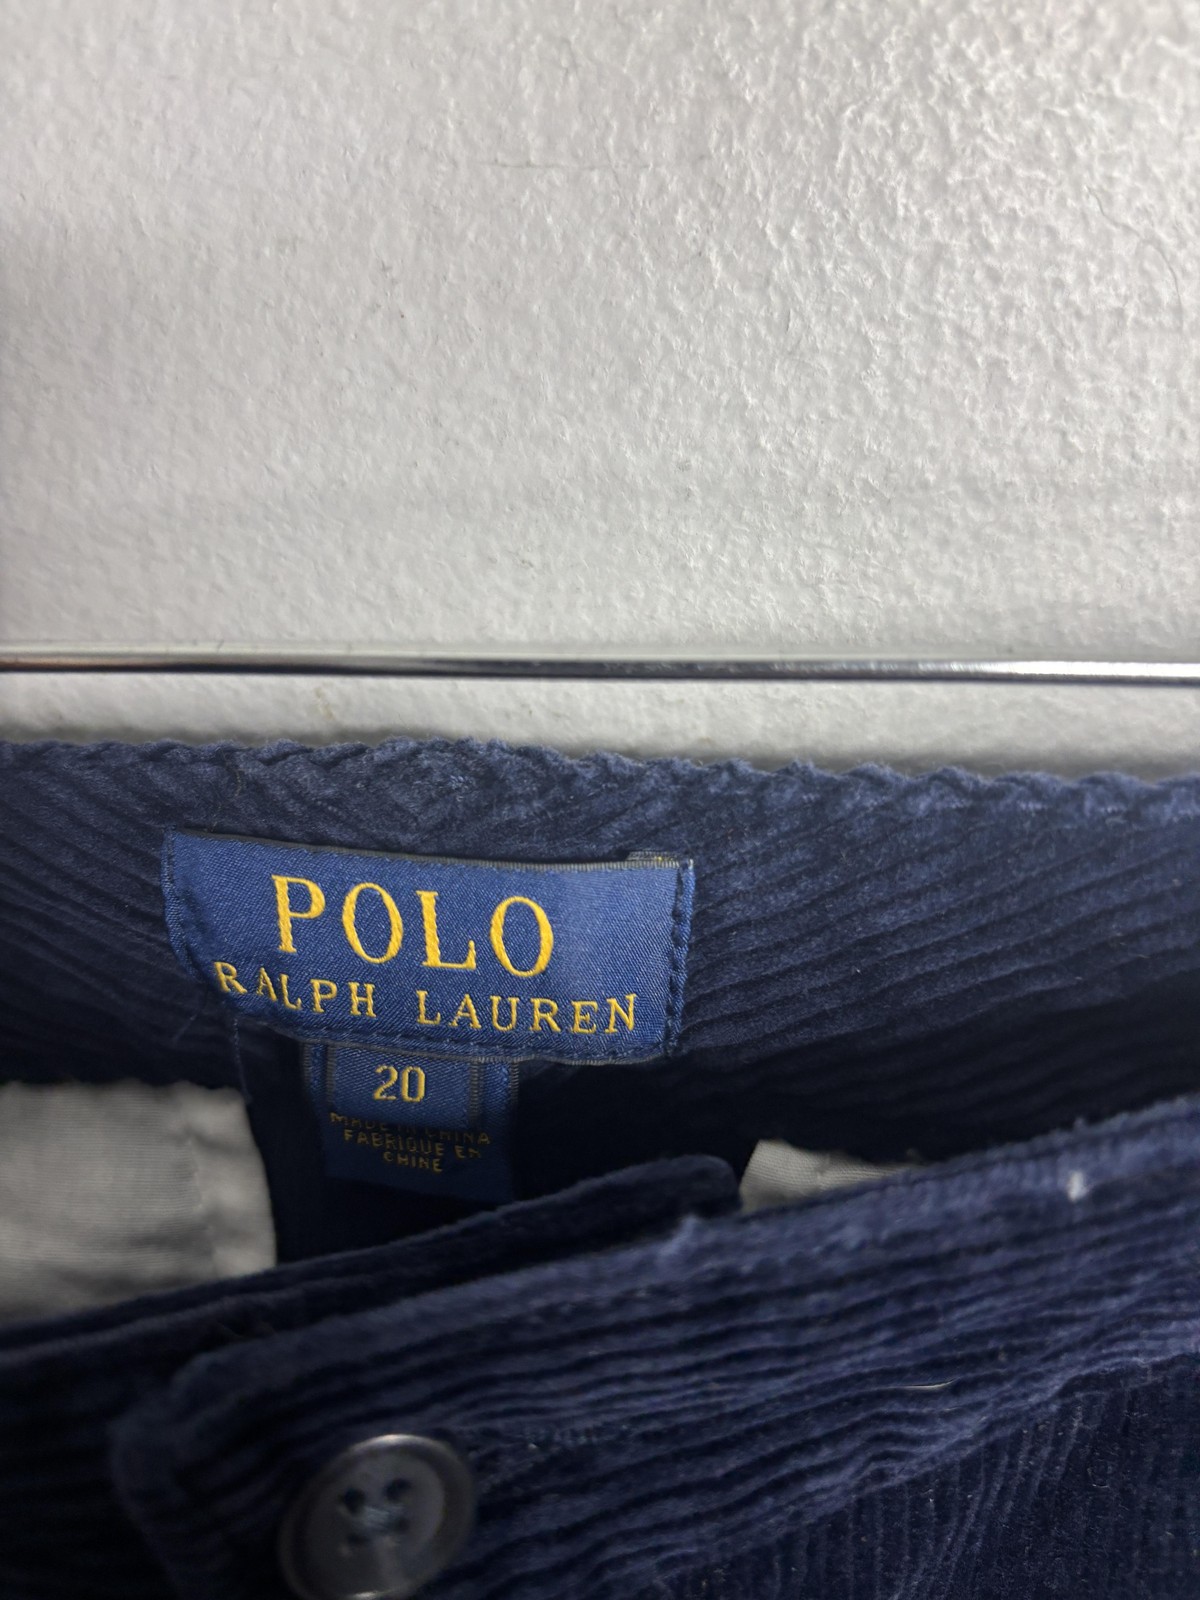 POLO
RALPH LAUREN
20
MADE IN CHINA
FABRIQUE EN
CHINE